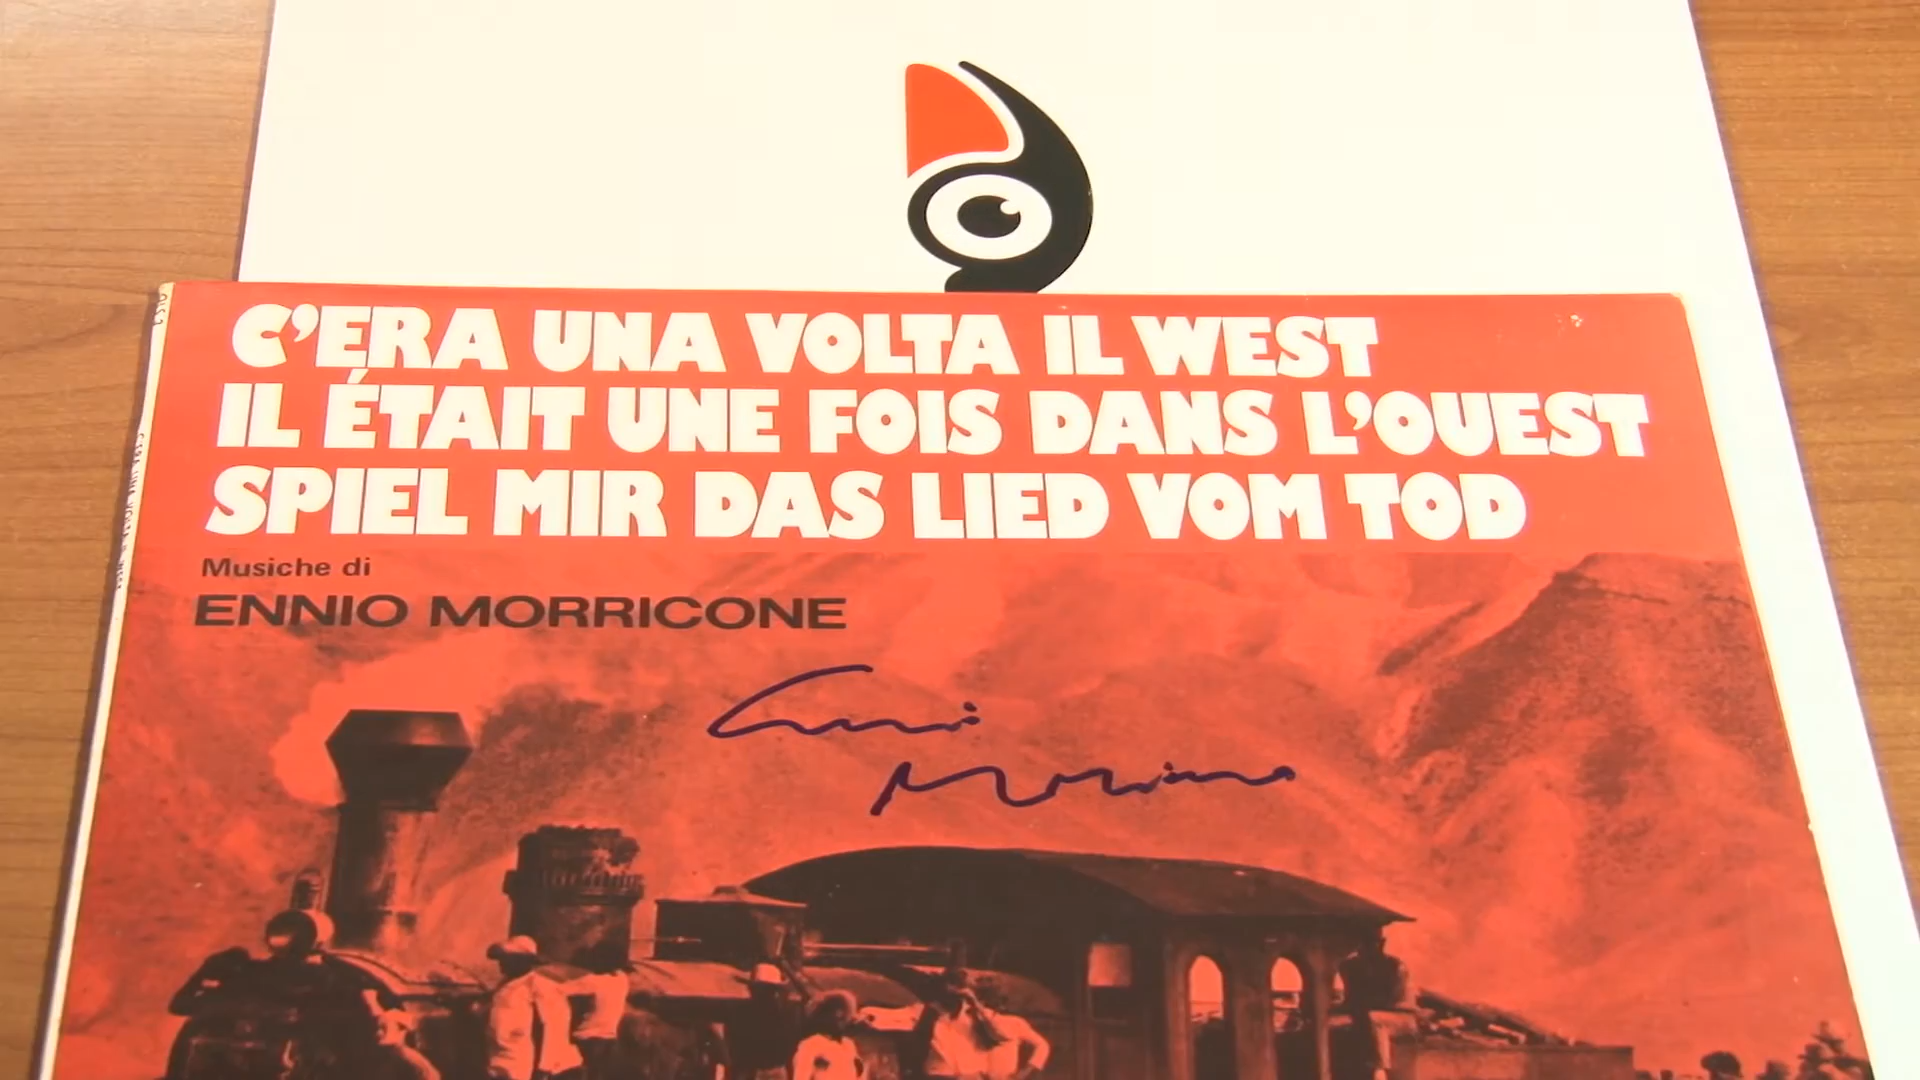 C'ERA UNA VOLTA IL WEST
IL ÉTAIT UNE FOIS DANS L'OUEST
SPIEL MIR DAS LIED VOM TOD
Musiche di
ENNIO MORRICONE